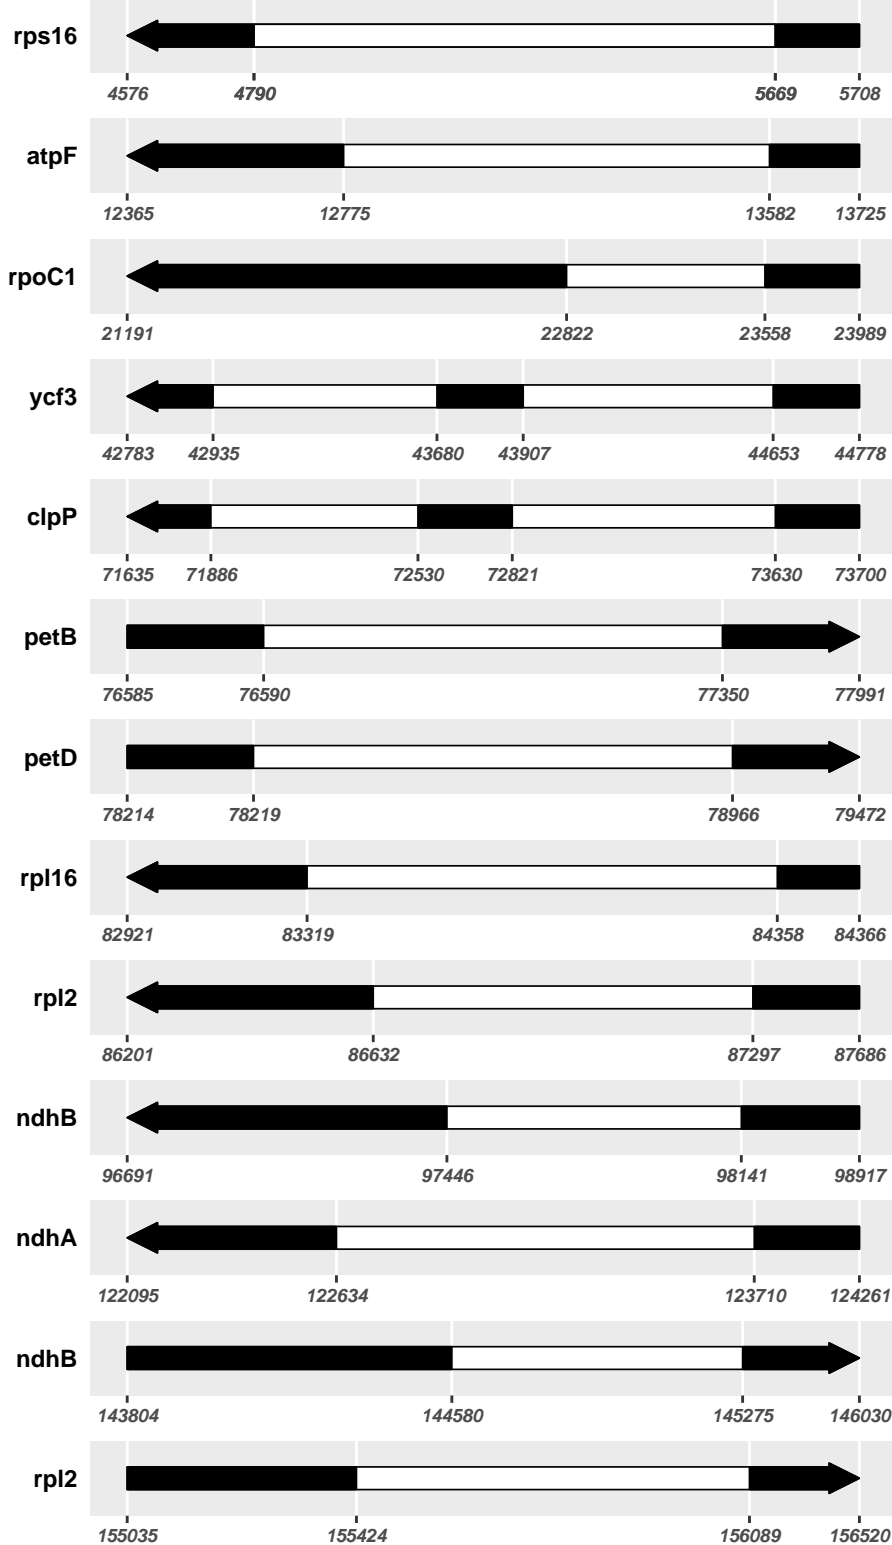 rps16
4576 4790 5669 5708
atpF
12365 12775 13582 13725
rpoC1
21191 22822 23558 23989
ycf3
42783 42935 43680 43907 44653 44778
clpP
71635 71886 72530 72821 73630 73700
petB
76585 76590 77350 77991
petD
78214 78219 78966 79472
rpl16
82921 83319 84358 84366
rpl2
86201 86632 87297 87686
ndhB
96691 97446 98141 98917
ndhA
122095 122634 123710 124261
ndhB
143804 144580 145275 146030
rpl2
155035 155424 156089 156520